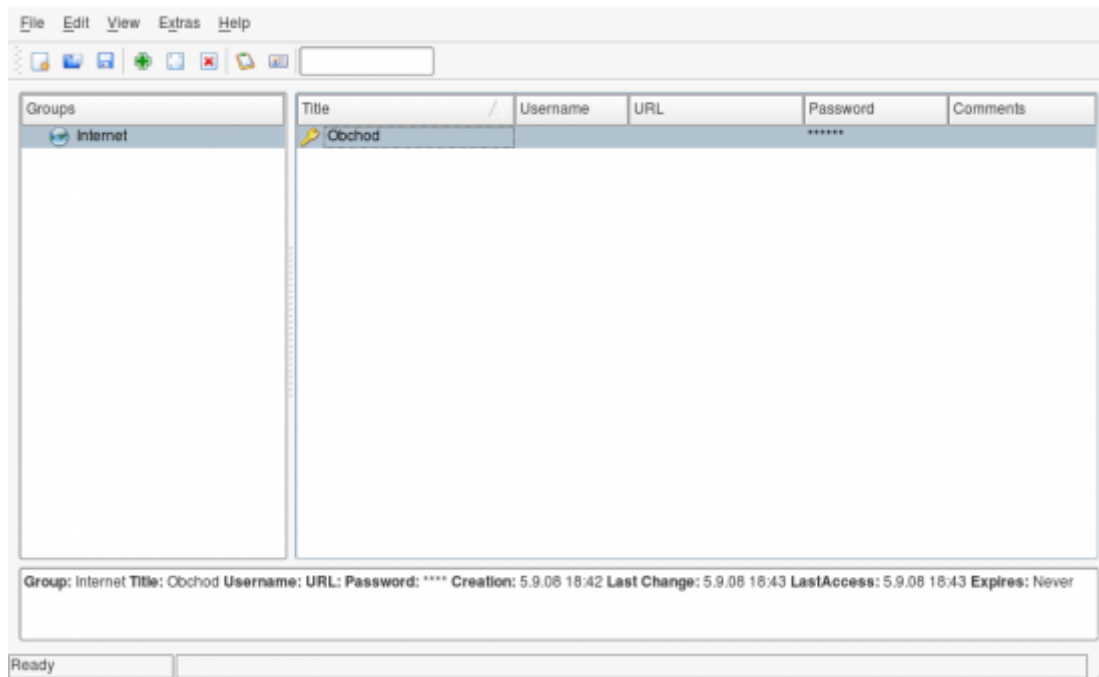 File Edit View Extras Help
Groups
Title Username URL Password Comments
Internet
Obchod ******
Group: Internet Title: Obchod Username: URL: Password: **** Creation: 5.9.08 18:42 Last Change: 5.9.08 18:43 LastAccess: 5.9.08 18:43 Expires: Never
Ready